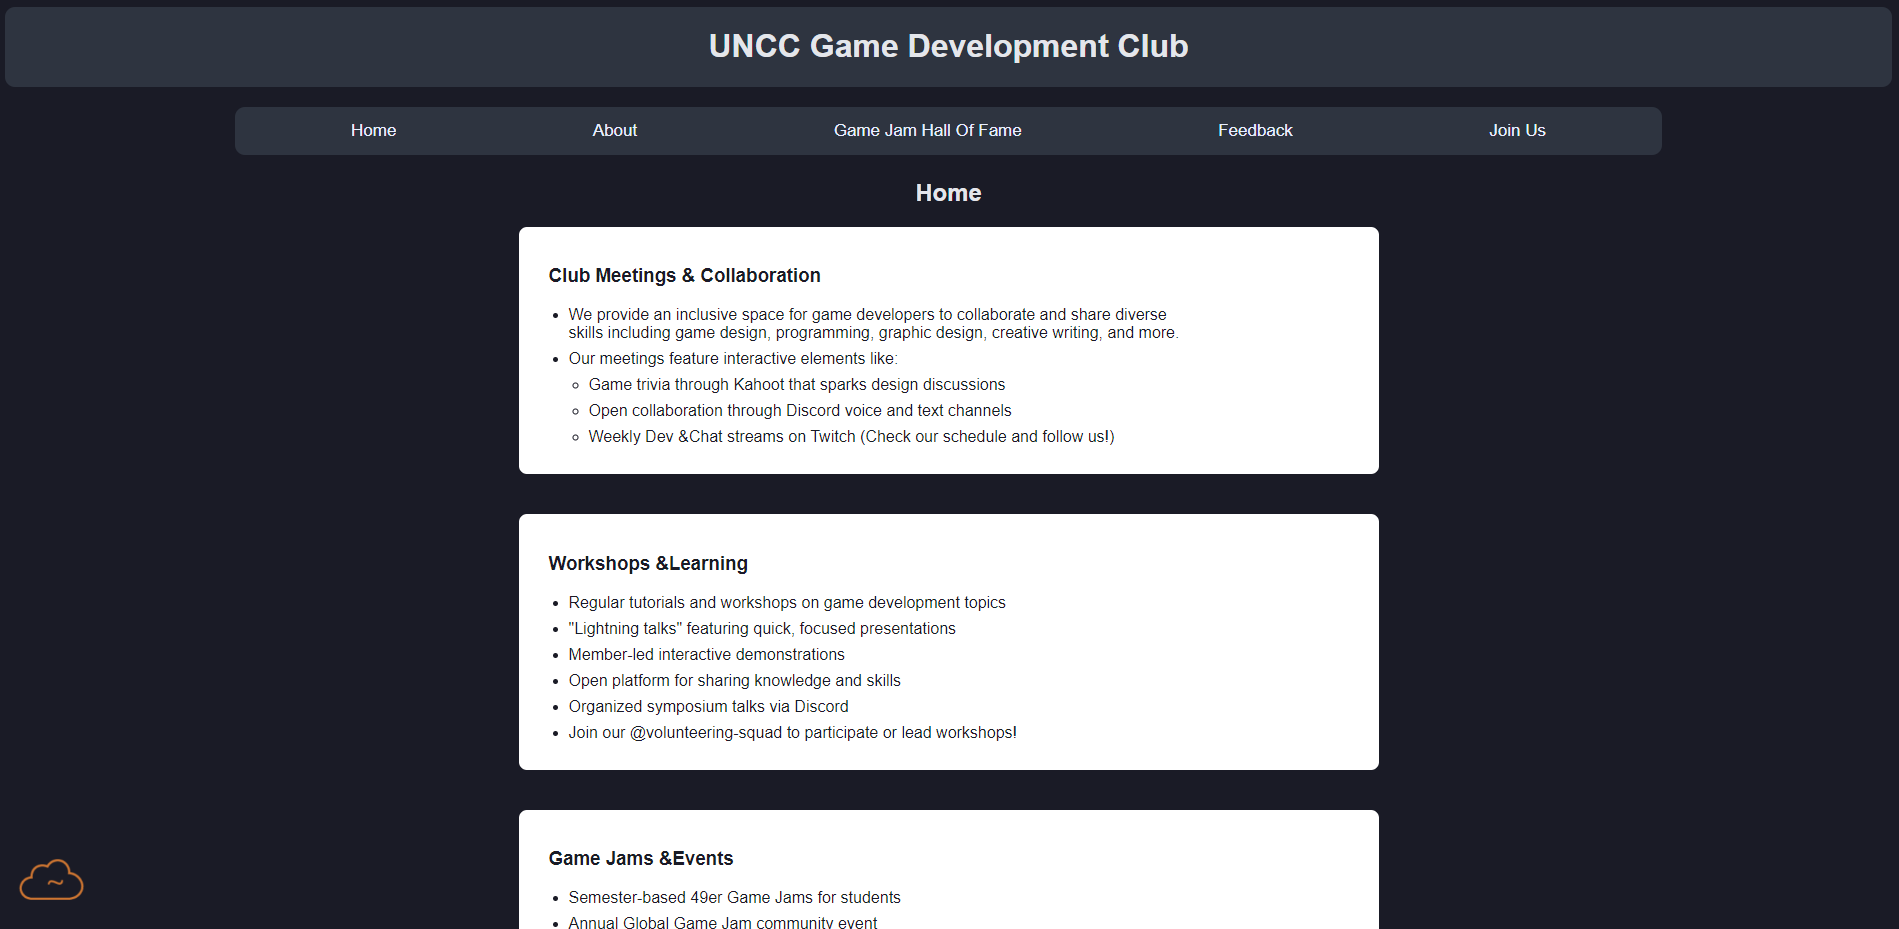 UNCC Game Development Club
Home
About
Game Jam Hall Of Fame
Feedback
Join Us
Home
Club Meetings & Collaboration
We provide an inclusive space for game developers to collaborate and share diverse
skills including game design, programming, graphic design, creative writing, and more.
Our meetings feature interactive elements like:
Game trivia through Kahoot that sparks design discussions
Open collaboration through Discord voice and text channels
Weekly Dev &Chat streams on Twitch (Check our schedule and follow us!)
Workshops &Learning
Regular tutorials and workshops on game development topics
"Lightning talks" featuring quick, focused presentations
Member-led interactive demonstrations
Open platform for sharing knowledge and skills
Organized symposium talks via Discord
Join our @volunteering-squad to participate or lead workshops!
Game Jams &Events
Semester-based 49er Game Jams for students
Annual Global Game Jam community event
~